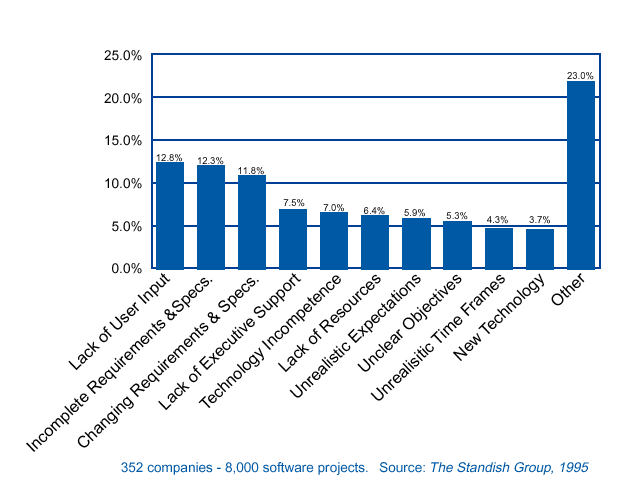 25.0%
20.0%
15.0%
10.0%
5.0%
0.0%
12.8%
12.3%
11.8%
7.5%
7.0%
6.4%
5.9%
5.3%
4.3%
3.7%
23.0%
Lack of User Input
Incomplete Requirements &Specs.
Changing Requirements & Specs.
Lack of Executive Support
Technology Incompetence
Lack of Resources
Unrealistic Expectations
Unclear Objectives
Unrealisitic Time Frames
New Technology
Other
352 companies - 8,000 software projects. Source: The Standish Group, 1995